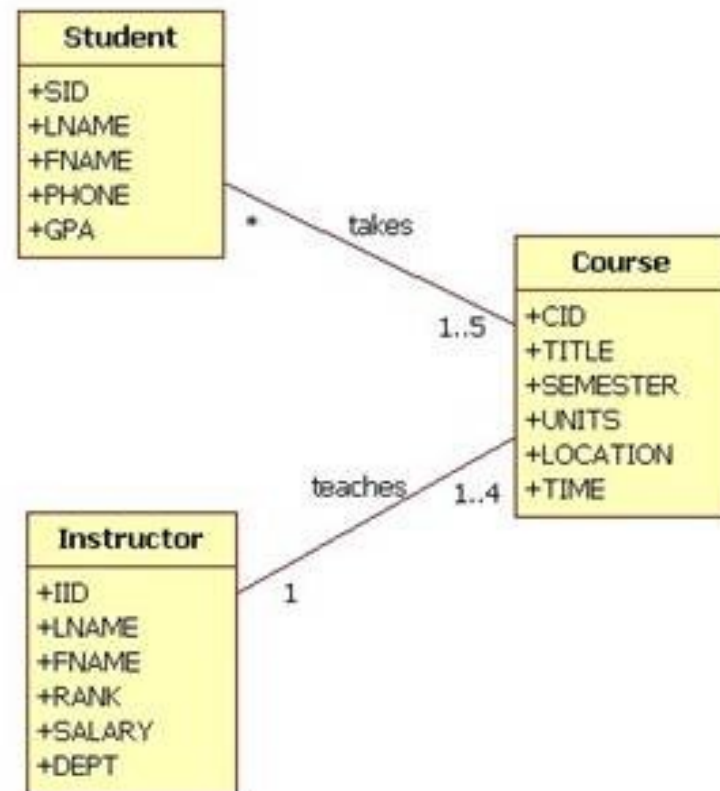 Student
+SID
+LNAME
+FNAME
+PHONE
+GPA
*
takes
1..5
Course
+CID
+TITLE
+SEMESTER
+UNITS
+LOCATION
+TIME
teaches
1..4
1
Instructor
+IID
+LNAME
+FNAME
+RANK
+SALARY
+DEPT